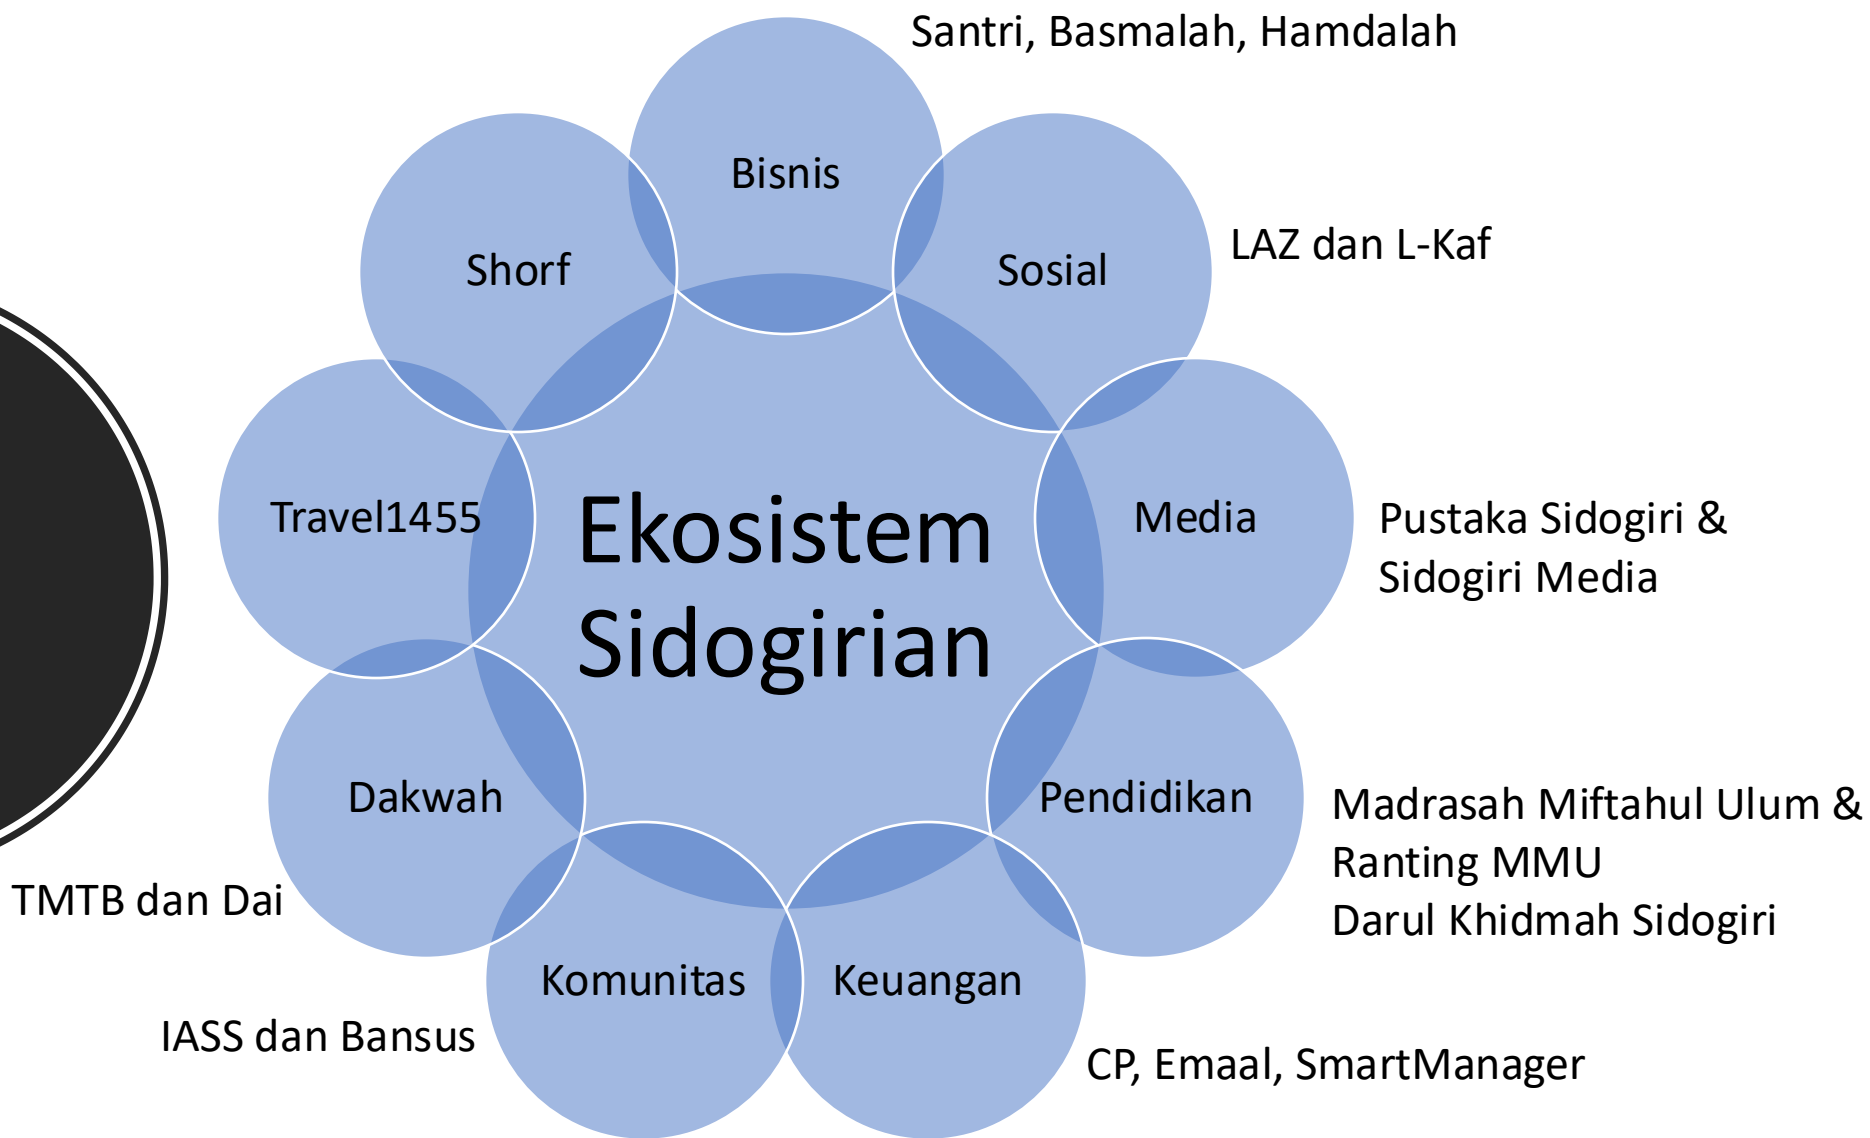 Santri, Basmalah, Hamdalah
Bisnis
Shorf
Sosial
LAZ dan L-Kaf
Travel1455
Ekosistem
Sidogirian
Media
Pustaka Sidogiri &
Sidogiri Media
Dakwah
Pendidikan
Madrasah Miftahul Ulum &
Ranting MMU
Darul Khidmah Sidogiri
TMTB dan Dai
Komunitas
Keuangan
IASS dan Bansus
CP, Emaal, SmartManager